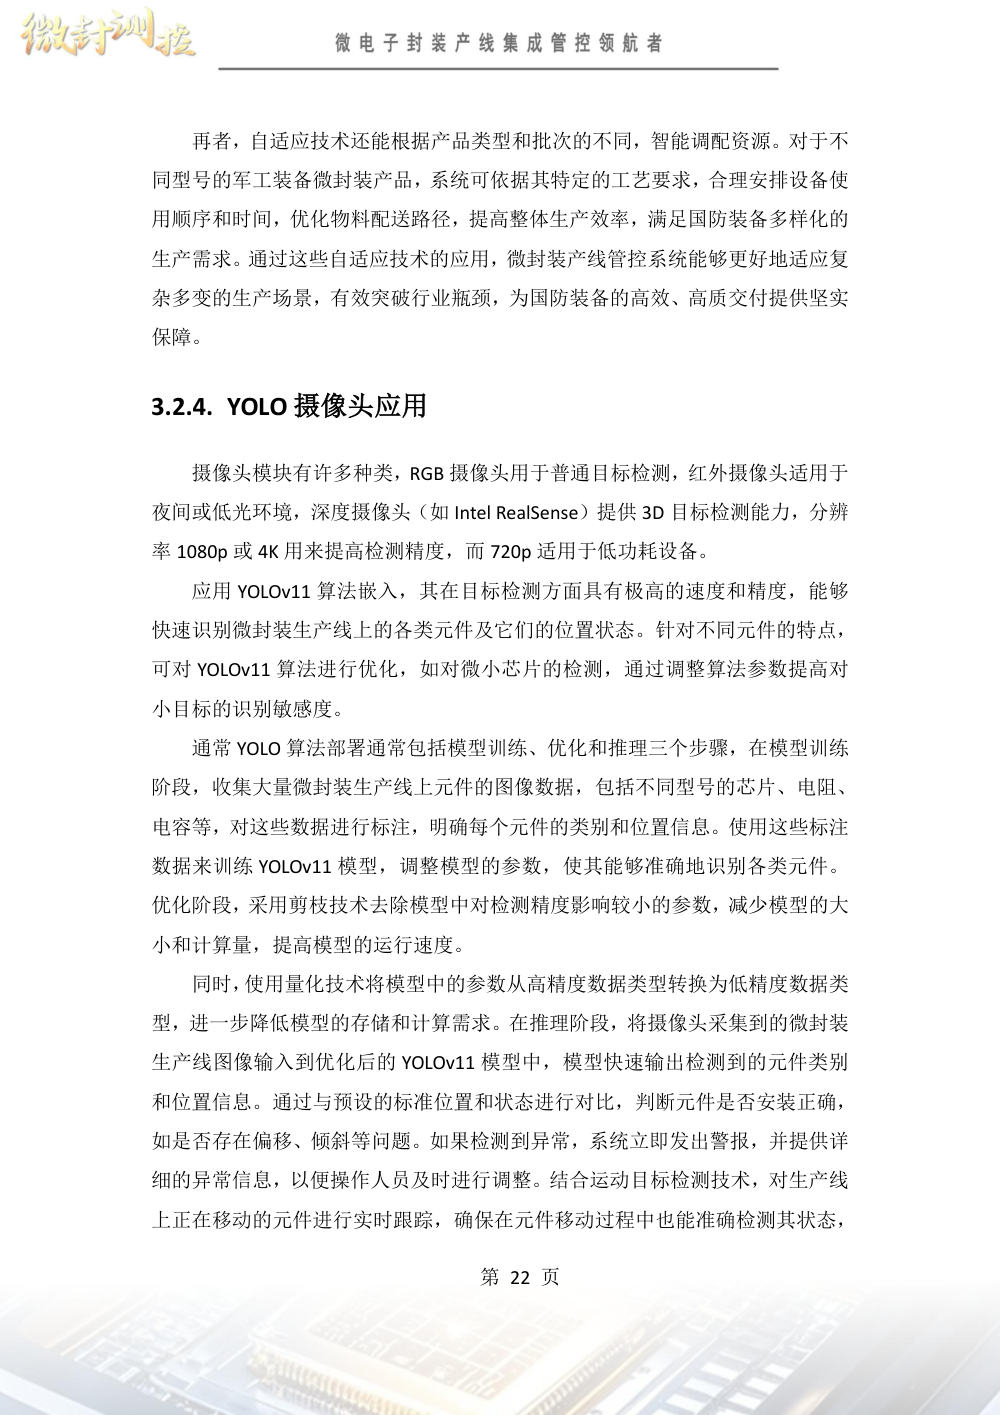 微封测控
微电子封装产线集成管控领航者
再者，自适应技术还能根据产品类型和批次的不同，智能调配资源。对于不
同型号的军工装备微封装产品，系统可依据其特定的工艺要求，合理安排设备使
用顺序和时间，优化物料配送路径，提高整体生产效率，满足国防装备多样化的
生产需求。通过这些自适应技术的应用，微封装产线管控系统能够更好地适应复
杂多变的生产场景，有效突破行业瓶颈，为国防装备的高效、高质交付提供坚实
保障。
3.2.4. YOLO 摄像头应用
摄像头模块有许多种类，RGB 摄像头用于普通目标检测，红外摄像头适用于
夜间或低光环境，深度摄像头（如 Intel RealSense）提供 3D 目标检测能力，分辨
率 1080p 或 4K 用来提高检测精度，而 720p 适用于低功耗设备。
应用 YOLOv11 算法嵌入，其在目标检测方面具有极高的速度和精度，能够
快速识别微封装生产线上的各类元件及它们的位置状态。针对不同元件的特点，
可对 YOLOv11 算法进行优化，如对微小芯片的检测，通过调整算法参数提高对
小目标的识别敏感度。
通常 YOLO 算法部署通常包括模型训练、优化和推理三个步骤，在模型训练
阶段，收集大量微封装生产线上元件的图像数据，包括不同型号的芯片、电阻、
电容等，对这些数据进行标注，明确每个元件的类别和位置信息。使用这些标注
数据来训练 YOLOv11 模型，调整模型的参数，使其能够准确地识别各类元件。
优化阶段，采用剪枝技术去除模型中对检测精度影响较小的参数，减少模型的大
小和计算量，提高模型的运行速度。
同时，使用量化技术将模型中的参数从高精度数据类型转换为低精度数据类
型，进一步降低模型的存储和计算需求。在推理阶段，将摄像头采集到的微封装
生产线图像输入到优化后的 YOLOv11 模型中，模型快速输出检测到的元件类别
和位置信息。通过与预设的标准位置和状态进行对比，判断元件是否安装正确，
如是否存在偏移、倾斜等问题。如果检测到异常，系统立即发出警报，并提供详
细的异常信息，以便操作人员及时进行调整。结合运动目标检测技术，对生产线
上正在移动的元件进行实时跟踪，确保在元件移动过程中也能准确检测其状态，
第 22 页